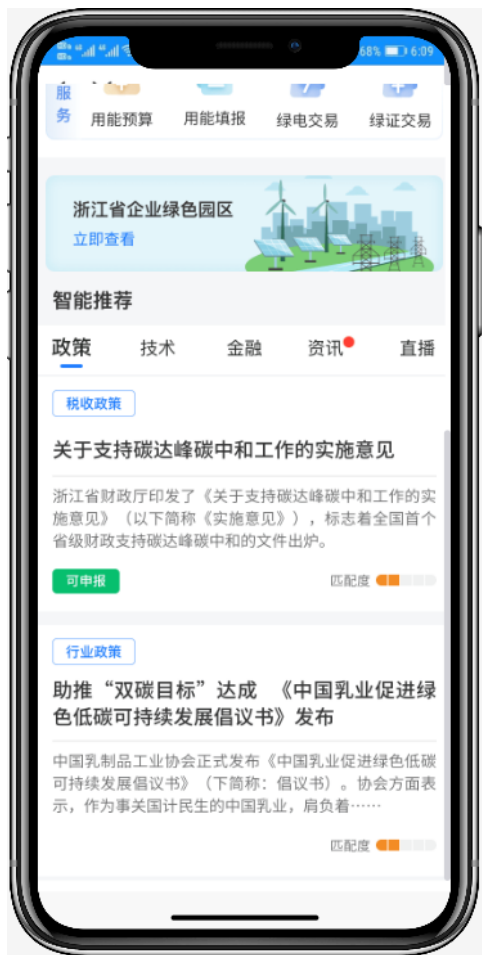 68% 6:09
服务
用能预算 用能填报 绿电交易 绿证交易
浙江省企业绿色园区
立即查看
智能推荐
政策 技术 金融 资讯 直播
税收政策
关于支持碳达峰碳中和工作的实施意见
浙江省财政厅印发了《关于支持碳达峰碳中和工作的实
施意见》（以下简称《实施意见》），标志着全国首个
省级财政支持碳达峰碳中和的文件出炉。
可申报 匹配度
行业政策
助推“双碳目标”达成 《中国乳业促进绿
色低碳可持续发展倡议书》发布
中国乳制品工业协会正式发布《中国乳业促进绿色低碳
可持续发展倡议书》（下简称：倡议书）。协会方面表
示，作为事关国计民生的中国乳业，肩负着……
匹配度